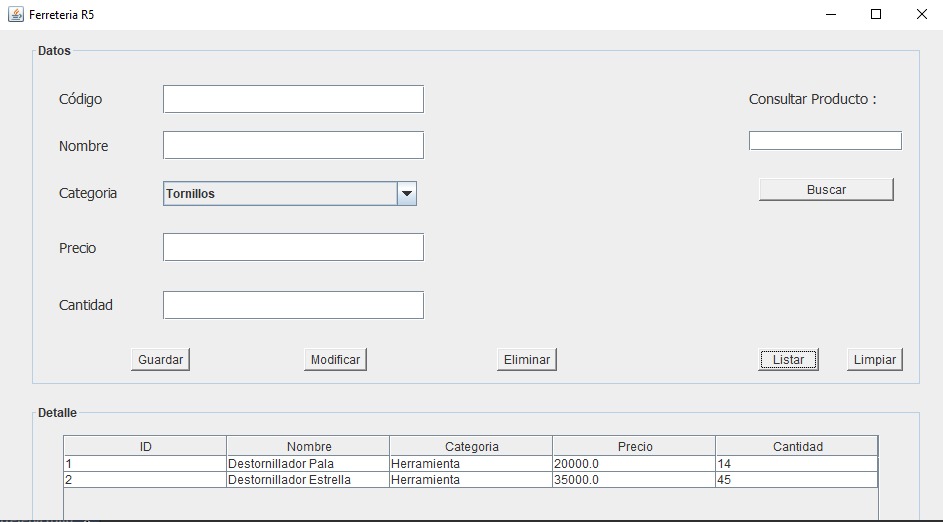 Ferreteria R5
Datos
Código
Consultar Producto :
Nombre
Categoria Tornillos
Buscar
Precio
Cantidad
Guardar Modificar Eliminar Listar Limpiar
Detalle
ID Nombre Categoria Precio Cantidad
1 Destornillador Pala Herramienta 20000.0 14
2 Destornillador Estrella Herramienta 35000.0 45